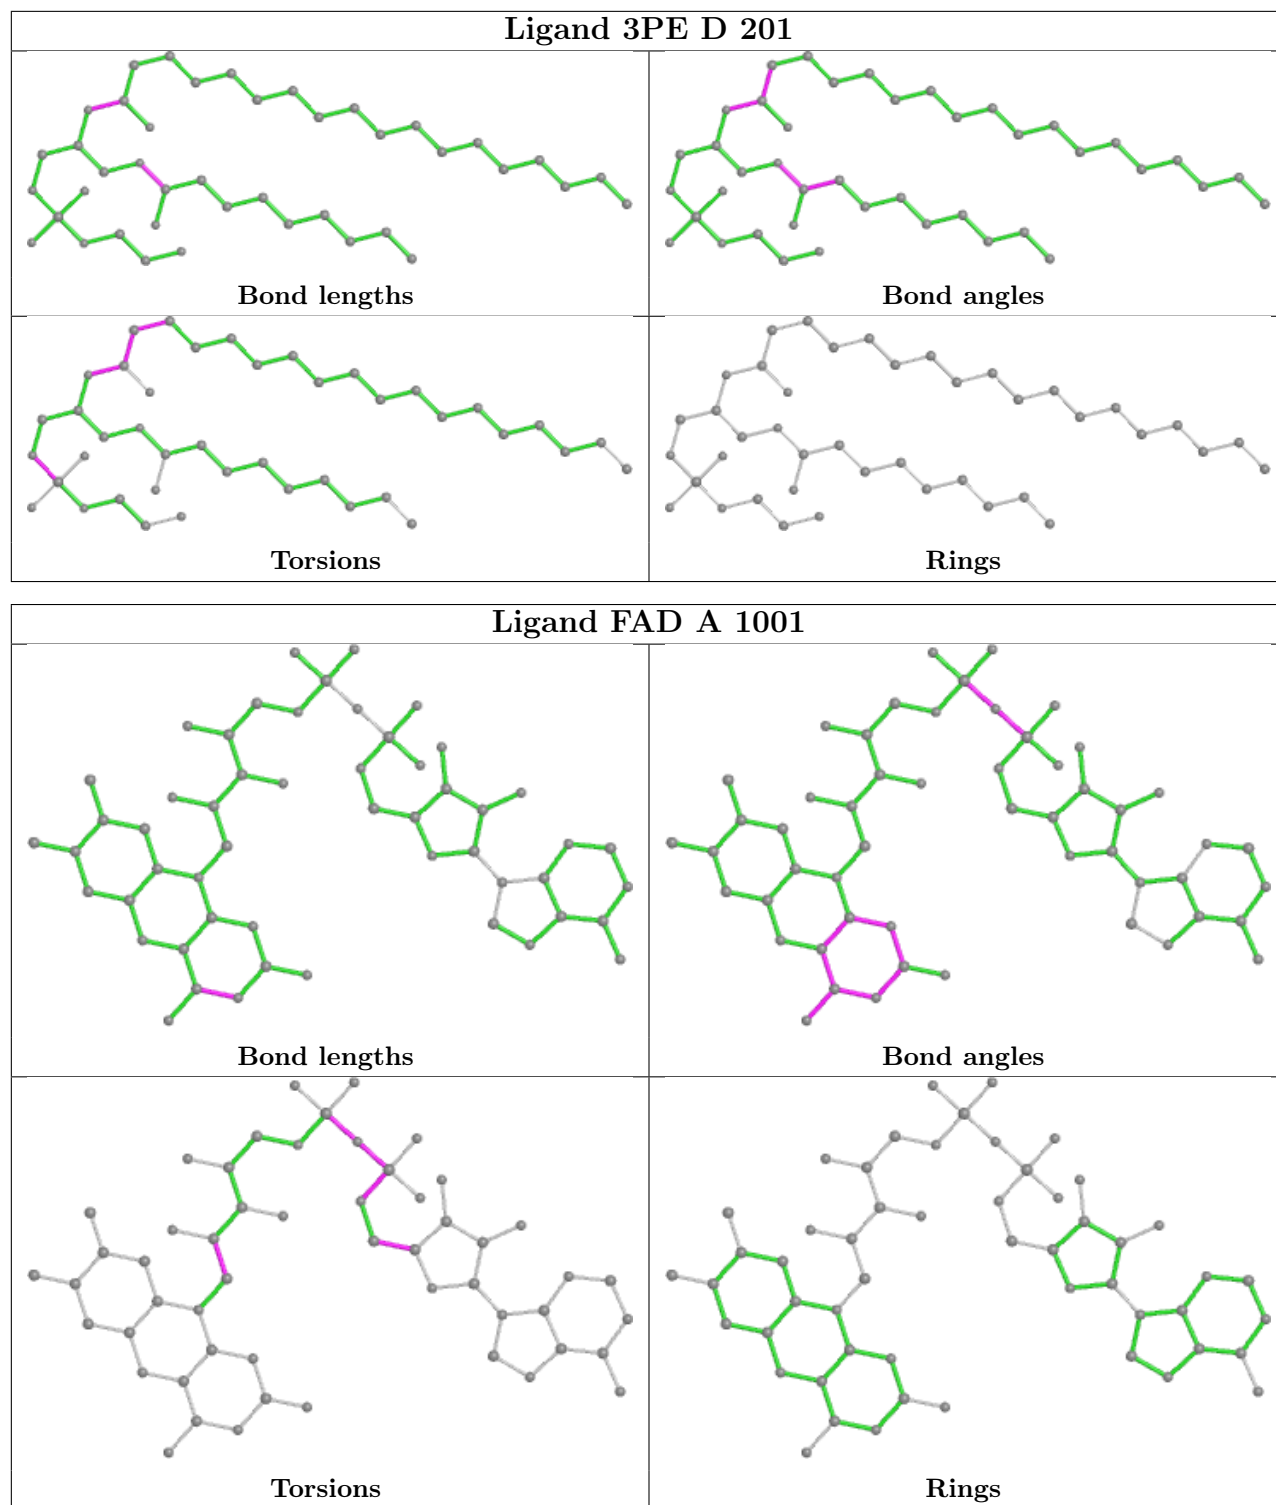 Ligand 3PE D 201
Bond lengths
Bond angles
Torsions
Rings
Ligand FAD A 1001
Bond lengths
Bond angles
Torsions
Rings